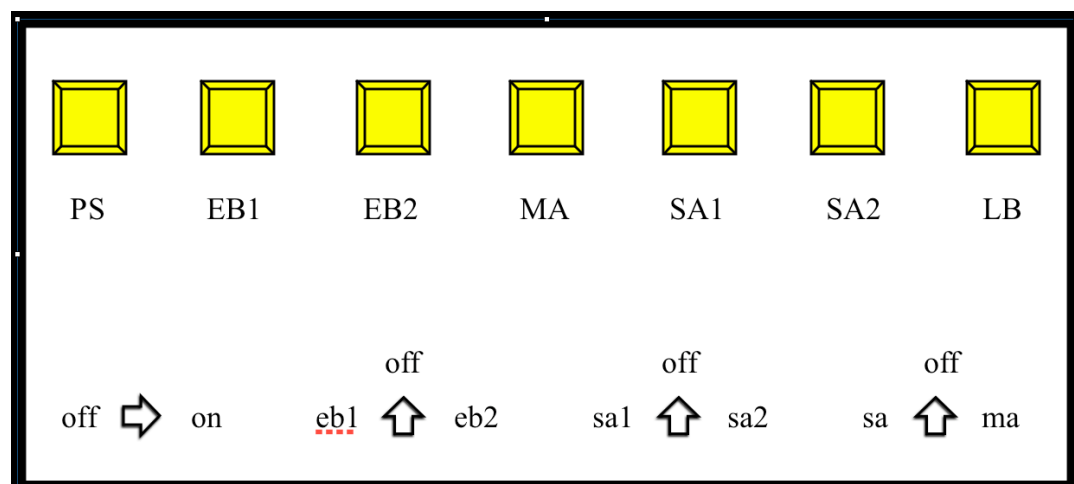 PS EB1 EB2 MA SA1 SA2 LB
off off off
off on eb1 eb2 sa1 sa2 sa ma